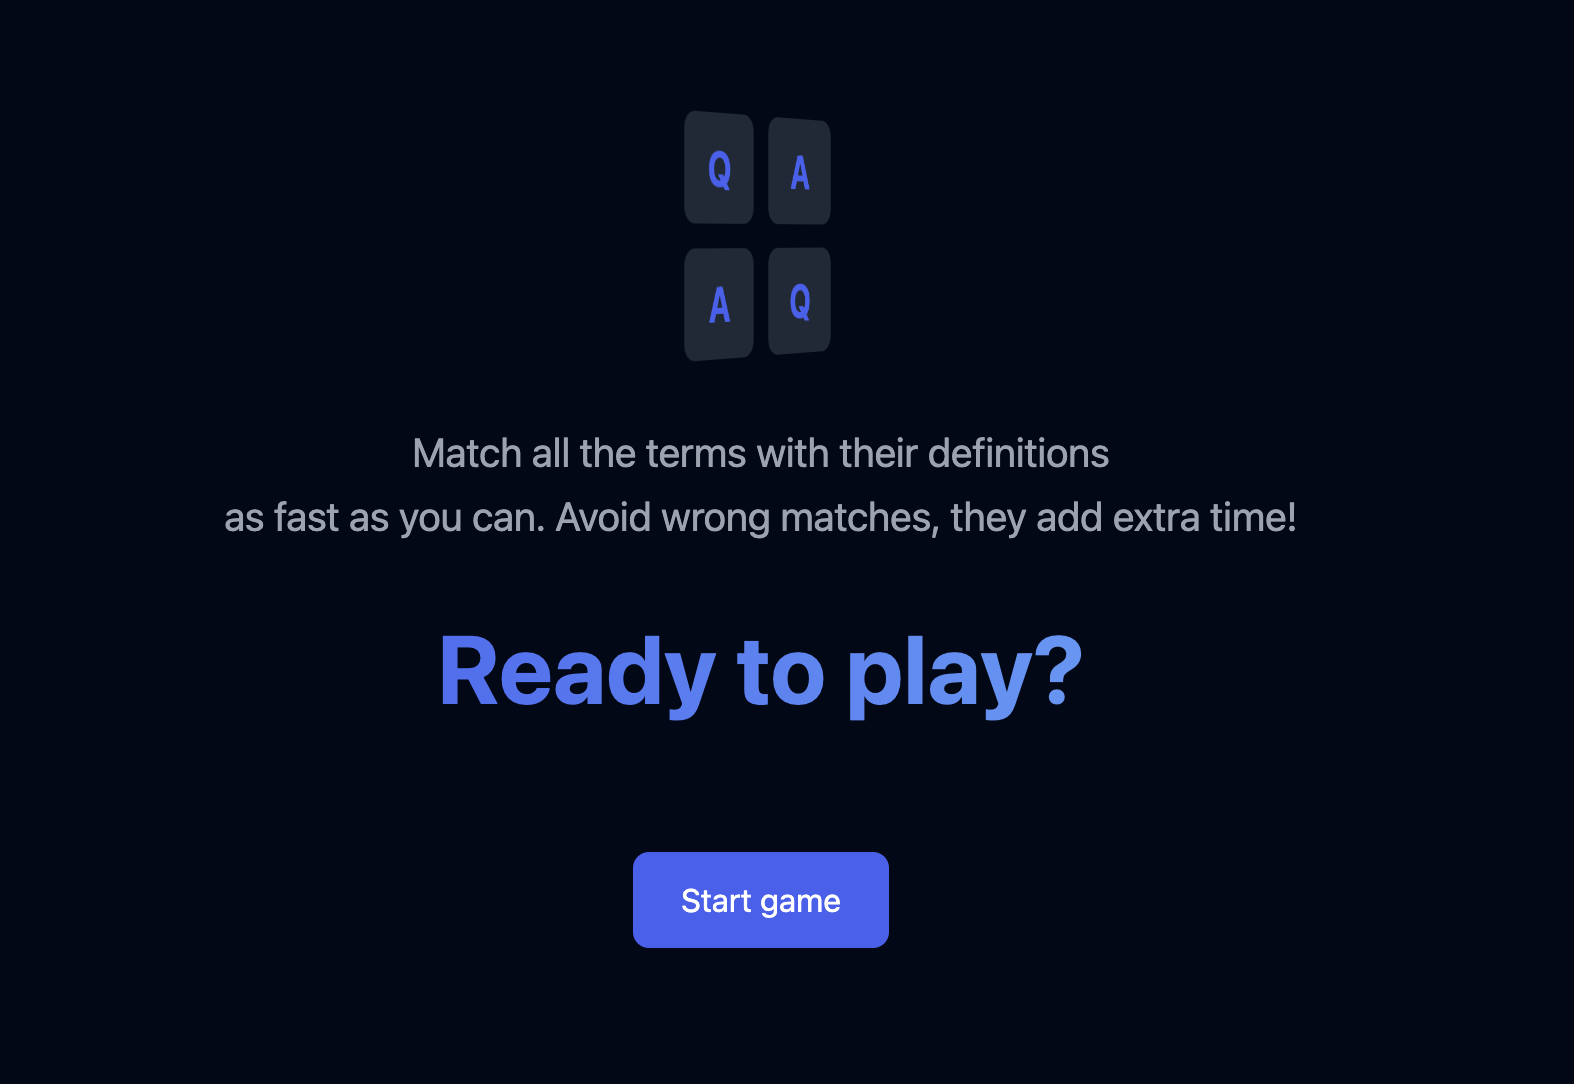 Q A
A Q
Match all the terms with their definitions
as fast as you can. Avoid wrong matches, they add extra time!
Ready to play?
Start game